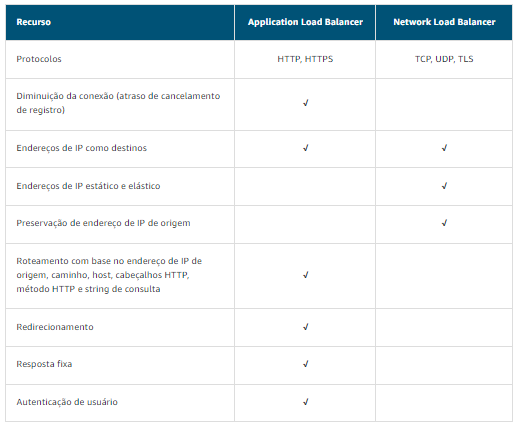 Recurso Application Load Balancer Network Load Balancer
Protocolos HTTP, HTTPS TCP, UDP, TLS
Diminuição da conexão (atraso de cancelamento
de registro) √
Endereços de IP como destinos √ √
Endereços de IP estático e elástico √
Preservação de endereço de IP de origem √
Roteamento com base no endereço de IP de
origem, caminho, host, cabeçalhos HTTP,
método HTTP e string de consulta √
Redirecionamento √
Resposta fixa √
Autenticação de usuário √